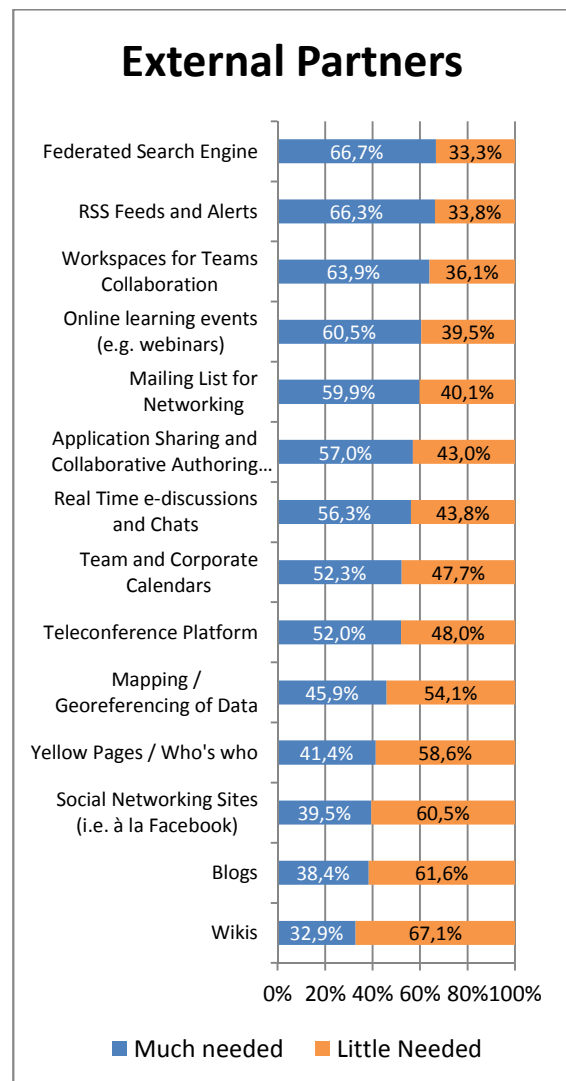 External Partners
Federated Search Engine
66,7%
33,3%
RSS Feeds and Alerts
66,3%
33,8%
Workspaces for Teams
Collaboration
63,9%
36,1%
Online learning events
(e.g. webinars)
60,5%
39,5%
Mailing List for
Networking
59,9%
40,1%
Application Sharing and
Collaborative Authoring...
57,0%
43,0%
Real Time e-discussions
and Chats
56,3%
43,8%
Team and Corporate
Calendars
52,3%
47,7%
Teleconference Platform
52,0%
48,0%
Mapping /
Georeferencing of Data
45,9%
54,1%
Yellow Pages / Who's who
41,4%
58,6%
Social Networking Sites
(i.e. à la Facebook)
39,5%
60,5%
Blogs
38,4%
61,6%
Wikis
32,9%
67,1%
0% 20% 40% 60% 80% 100%
Much needed Little Needed